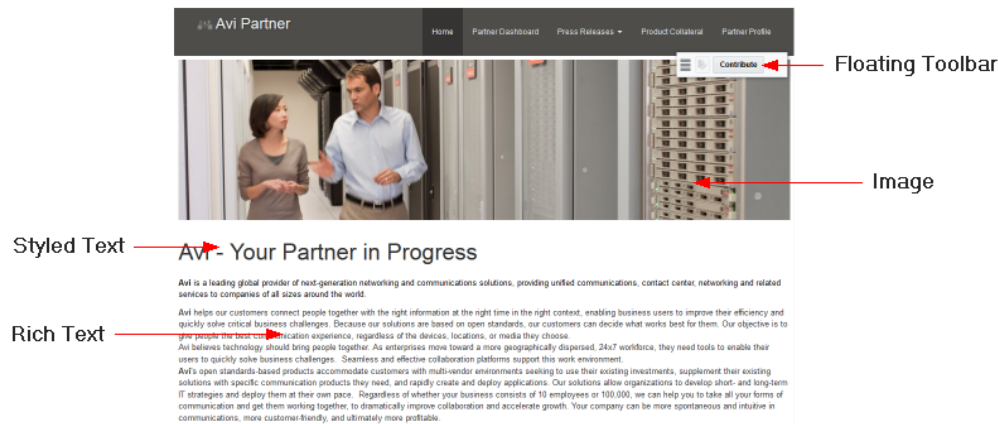 Avi Partner
Home Partner Dashboard Press Releases Product Collateral Partner Profile
Contribute
Floating Toolbar
Image
Styled Text
Avi - Your Partner in Progress
Avi is a leading global provider of next-generation networking and communications solutions, providing unified communications, contact center, networking and related
services to companies of all sizes around the world.
Avi helps our customers connect people together with the right information at the right time in the right context, enabling business users to improve their efficiency and
quickly solve critical business challenges. Because our solutions are based on open standards, our customers can decide what works best for them. Our objective is to
Rich Text
give people the best communication experience, regardless of the devices, locations, or media they choose.
Avi believes technology should bring people together. As enterprises move toward a more geographically dispersed, 24x7 workforce, they need tools to enable their
users to quickly solve business challenges. Seamless and effective collaboration platforms support this work environment.
Avi's open standards-based products accommodate customers with multi-vendor environments seeking to use their existing investments, supplement their existing
solutions with specific communication products they need, and rapidly create and deploy applications. Our solutions allow organizations to develop short- and long-term
IT strategies and deploy them at their own pace. Regardless of whether your business consists of 10 employees or 100,000, we can help you to take all your forms of
communication and get them working together, to dramatically improve collaboration and accelerate growth. Your company can be more spontaneous and intuitive in
communications, more customer-friendly, and ultimately more profitable.